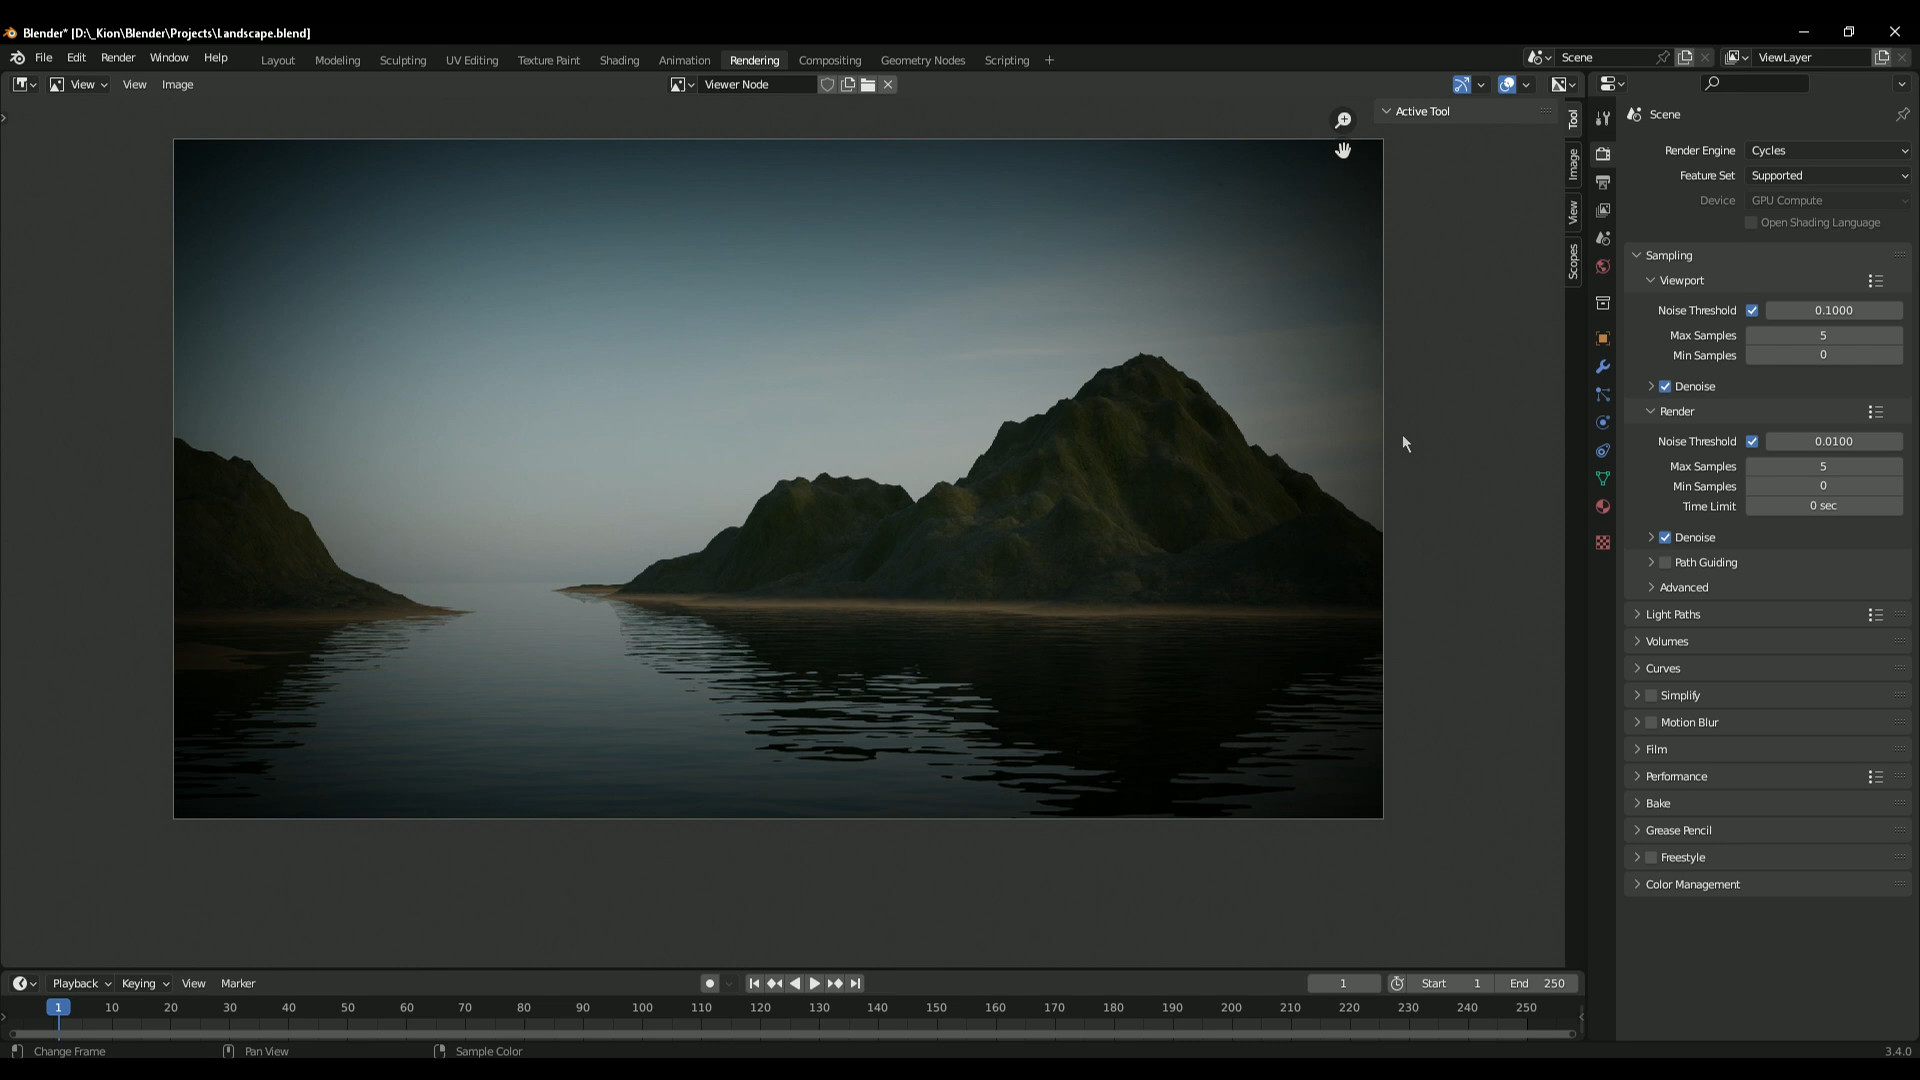 Blender* [D:\_Kion\Blender\Projects\Landscape.blend]
File Edit Render Window Help
Layout Modeling Sculpting UV Editing Texture Paint Shading Animation Rendering Compositing Geometry Nodes Scripting +
Scene
ViewLayer
View View Image
Viewer Node
Active Tool
Tool
Image
View
Scopes
Scene
Render Engine Cycles
Feature Set Supported
Device GPU Compute
Open Shading Language
Sampling
Viewport
Noise Threshold 0.1000
Max Samples 5
Min Samples 0
Denoise
Render
Noise Threshold 0.0100
Max Samples 5
Min Samples 0
Time Limit 0 sec
Denoise
Path Guiding
Advanced
Light Paths
Volumes
Curves
Simplify
Motion Blur
Film
Performance
Bake
Grease Pencil
Freestyle
Color Management
Playback Keying View Marker
1 Start 1 End 250
1 10 20 30 40 50 60 70 80 90 100 110 120 130 140 150 160 170 180 190 200 210 220 230 240 250
Change Frame Pan View Sample Color
3.4.0